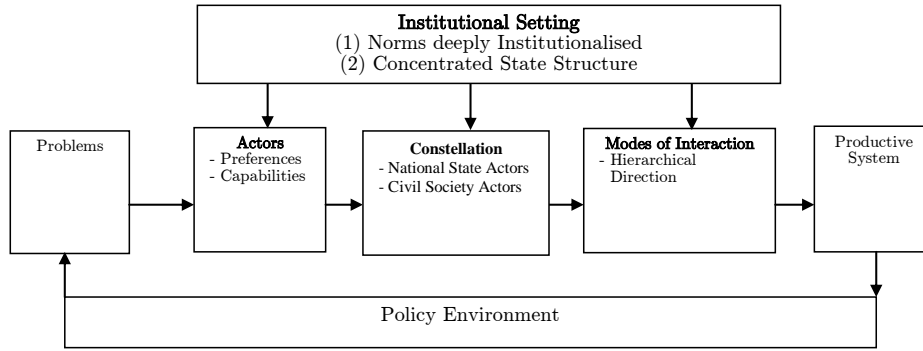 Institutional Setting
(1) Norms deeply Institutionalised
(2) Concentrated State Structure
Problems
Actors
- Preferences
- Capabilities
Constellation
- National State Actors
- Civil Society Actors
Modes of Interaction
- Hierarchical
Direction
Productive
System
Policy Environment